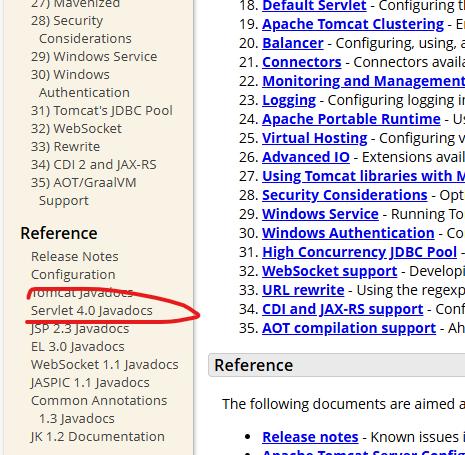 27) Mavenized
28) Security
Considerations
29) Windows Service
30) Windows
Authentication
31) Tomcat's JDBC Pool
32) WebSocket
33) Rewrite
34) CDI 2 and JAX-RS
35) AOT/GraalVM
Support
Reference
Release Notes
Configuration
Tomcat Javadocs
Servlet 4.0 Javadocs
JSP 2.3 Javadocs
EL 3.0 Javadocs
WebSocket 1.1 Javadocs
JASPIC 1.1 Javadocs
Common Annotations
1.3 Javadocs
JK 1.2 Documentation
18. Default Servlet - Configuring th
19. Apache Tomcat Clustering - E
20. Balancer - Configuring, using, a
21. Connectors - Connectors availa
22. Monitoring and Management
23. Logging - Configuring logging in
24. Apache Portable Runtime - Us
25. Virtual Hosting - Configuring v
26. Advanced IO - Extensions avail
27. Using Tomcat libraries with M
28. Security Considerations - Opt
29. Windows Service - Running To
30. Windows Authentication - Co
31. High Concurrency JDBC Pool -
32. WebSocket support - Developi
33. URL rewrite - Using the regexp
34. CDI and JAX-RS support - Conf
35. AOT compilation support - Ah
Reference
The following documents are aimed a
• Release notes - Known issues i
• Apache Tomcat Server Config